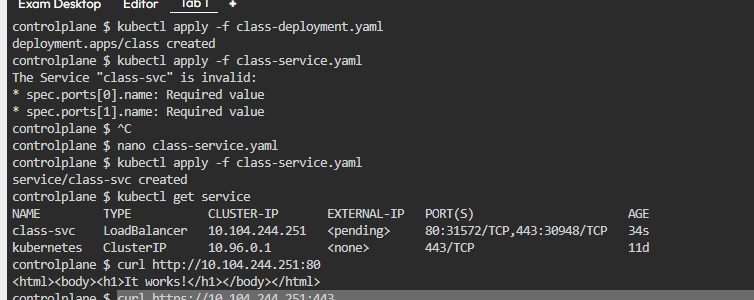 Exam Desktop Editor Tab 1 +
controlplane $ kubectl apply -f class-deployment.yaml
deployment.apps/class created
controlplane $ kubectl apply -f class-service.yaml
The Service "class-svc" is invalid:
* spec.ports[0].name: Required value
* spec.ports[1].name: Required value
controlplane $ ^C
controlplane $ nano class-service.yaml
controlplane $ kubectl apply -f class-service.yaml
service/class-svc created
controlplane $ kubectl get service
NAME TYPE CLUSTER-IP EXTERNAL-IP PORT(S) AGE
class-svc LoadBalancer 10.104.244.251 <pending> 80:31572/TCP,443:30948/TCP 34s
kubernetes ClusterIP 10.96.0.1 <none> 443/TCP 11d
controlplane $ curl http://10.104.244.251:80
<html><body><h1>It works!</h1></body></html>
controlplane $ curl https://10.104.244.251:443